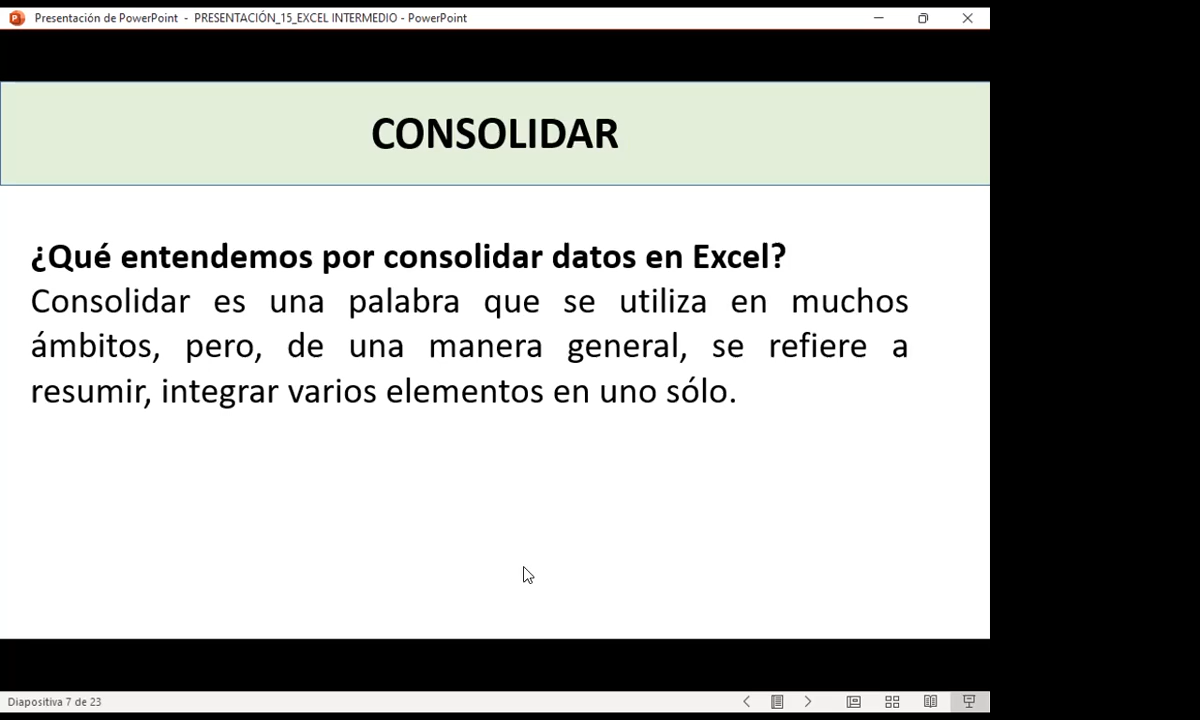 Presentación de PowerPoint - PRESENTACIÓN_15_EXCEL INTERMEDIO - PowerPoint
CONSOLIDAR
¿Qué entendemos por consolidar datos en Excel?
Consolidar es una palabra que se utiliza en muchos
ámbitos, pero, de una manera general, se refiere a
resumir, integrar varios elementos en uno sólo.
Diapositiva 7 de 23